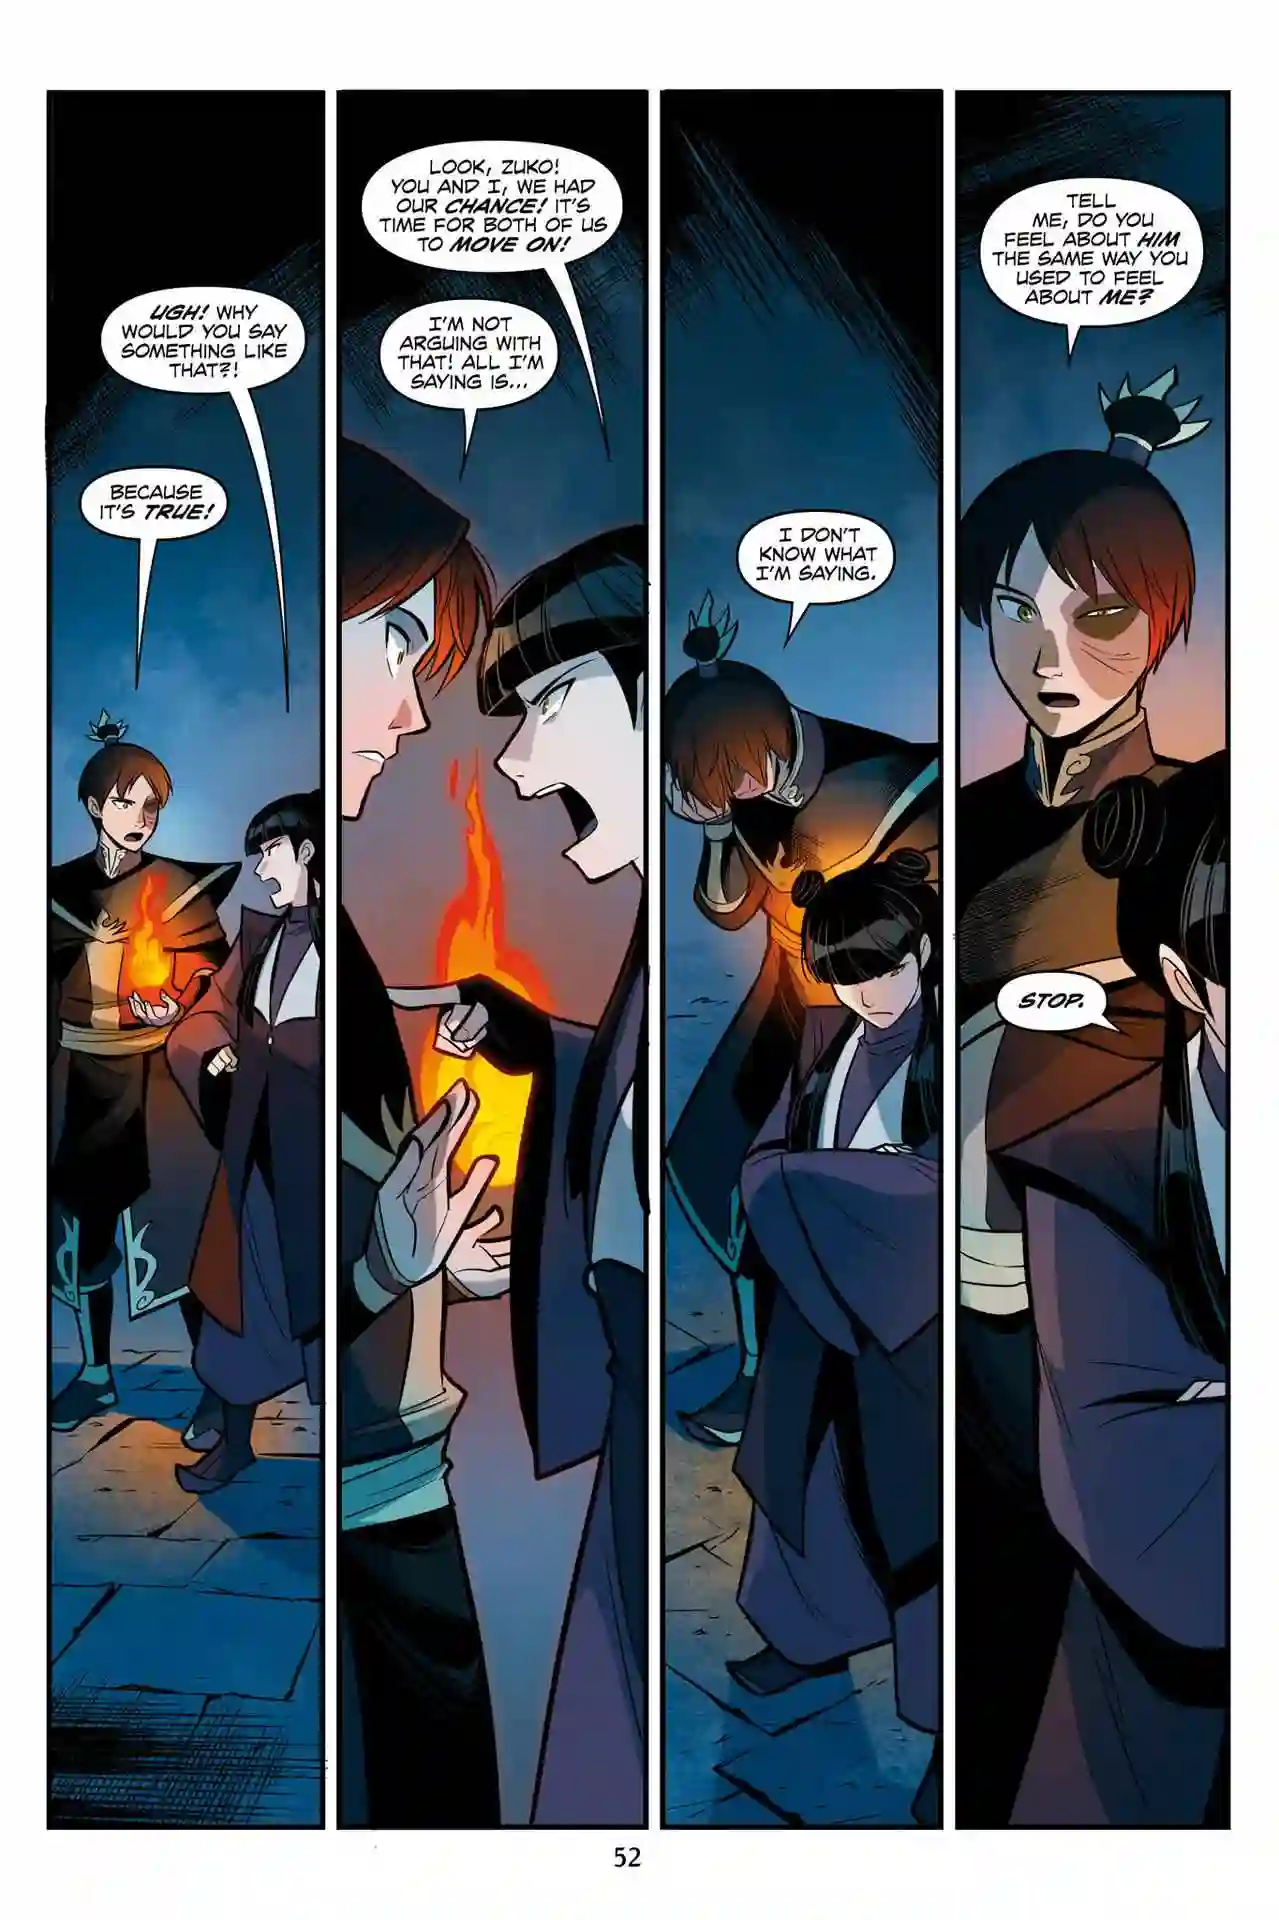 UGH! WHY
WOULD YOU SAY
SOMETHING LIKE
THAT?!
BECAUSE
IT'S TRUE!
LOOK, ZUKO!
YOU AND I, WE HAD
OUR CHANCE! IT'S
TIME FOR BOTH OF US
TO MOVE ON!
I'M NOT
ARGUING WITH
THAT! ALL I'M
SAYING IS...
I DON'T
KNOW WHAT
I'M SAYING.
TELL
ME, DO YOU
FEEL ABOUT HIM
THE SAME WAY YOU
USED TO FEEL
ABOUT ME?
STOP.
52